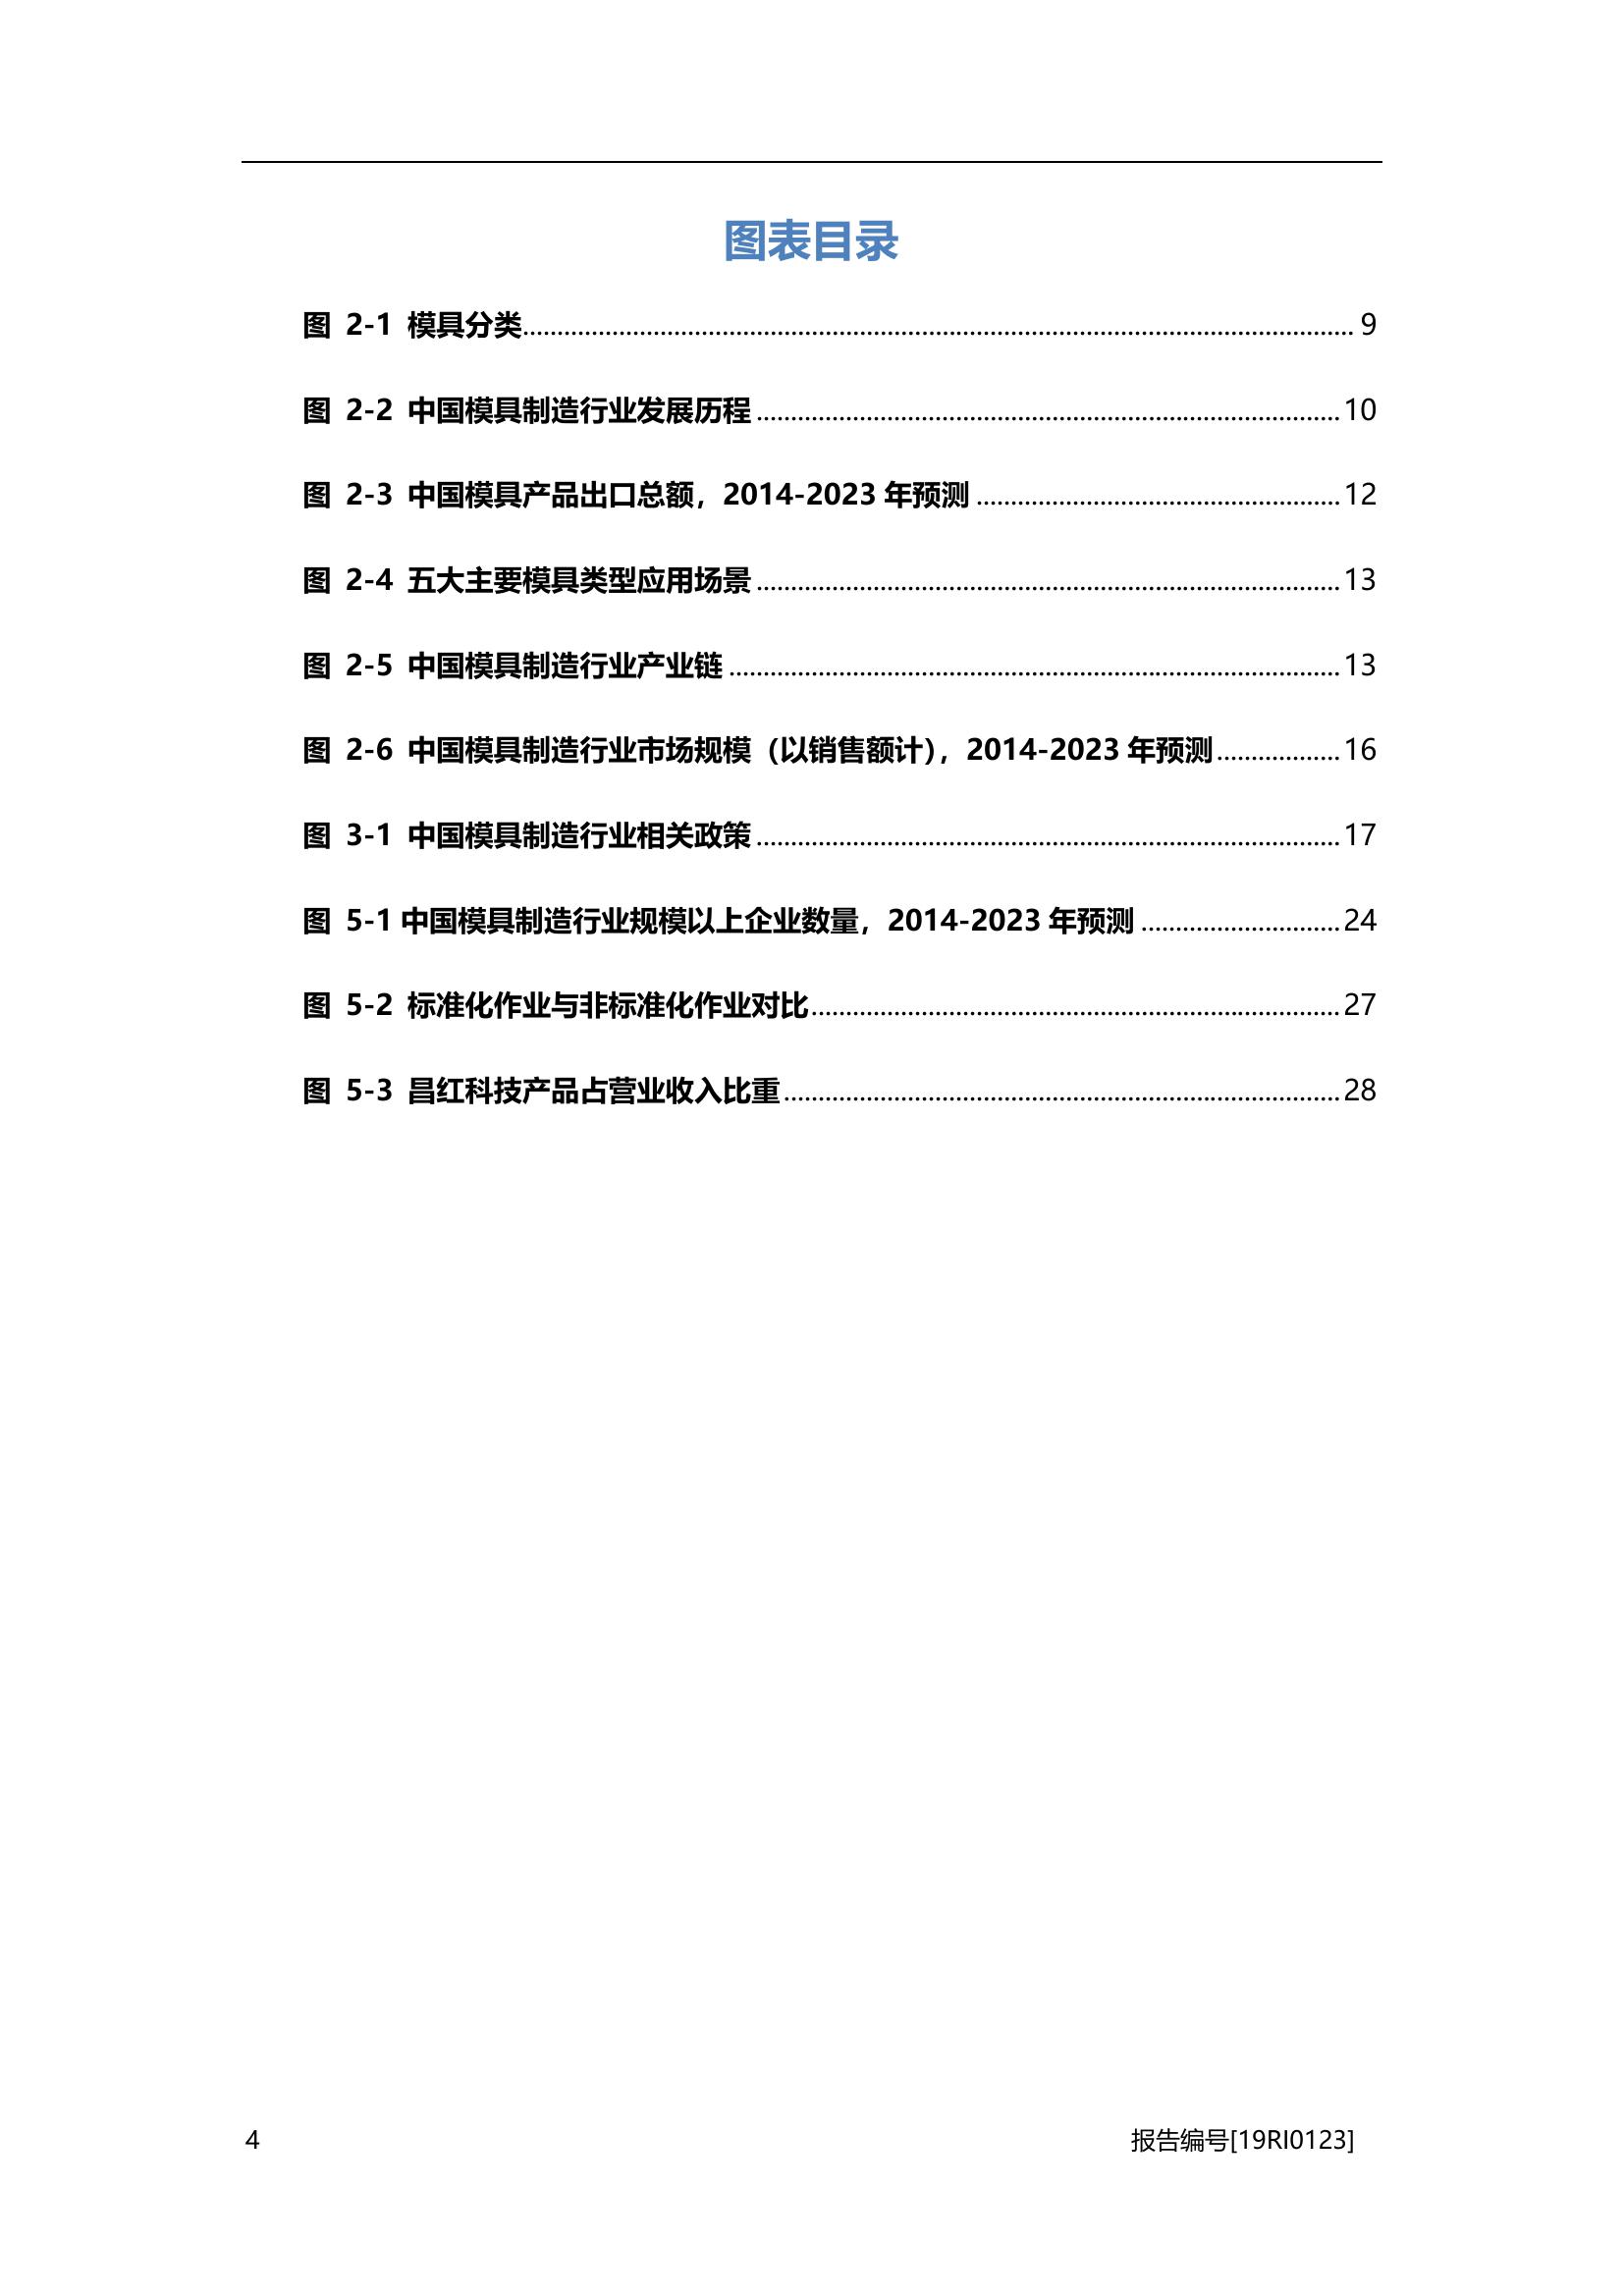 图表目录
图 2-1 模具分类........................................ 9
图 2-2 中国模具制造行业发展历程........................................10
图 2-3 中国模具产品出口总额，2014-2023 年预测........................................12
图 2-4 五大主要模具类型应用场景........................................13
图 2-5 中国模具制造行业产业链........................................13
图 2-6 中国模具制造行业市场规模（以销售额计），2014-2023 年预测..................16
图 3-1 中国模具制造行业相关政策........................................17
图 5-1 中国模具制造行业规模以上企业数量，2014-2023 年预测.............................24
图 5-2 标准化作业与非标准化作业对比........................................27
图 5-3 昌红科技产品占营业收入比重........................................28
4 报告编号[19RI0123]